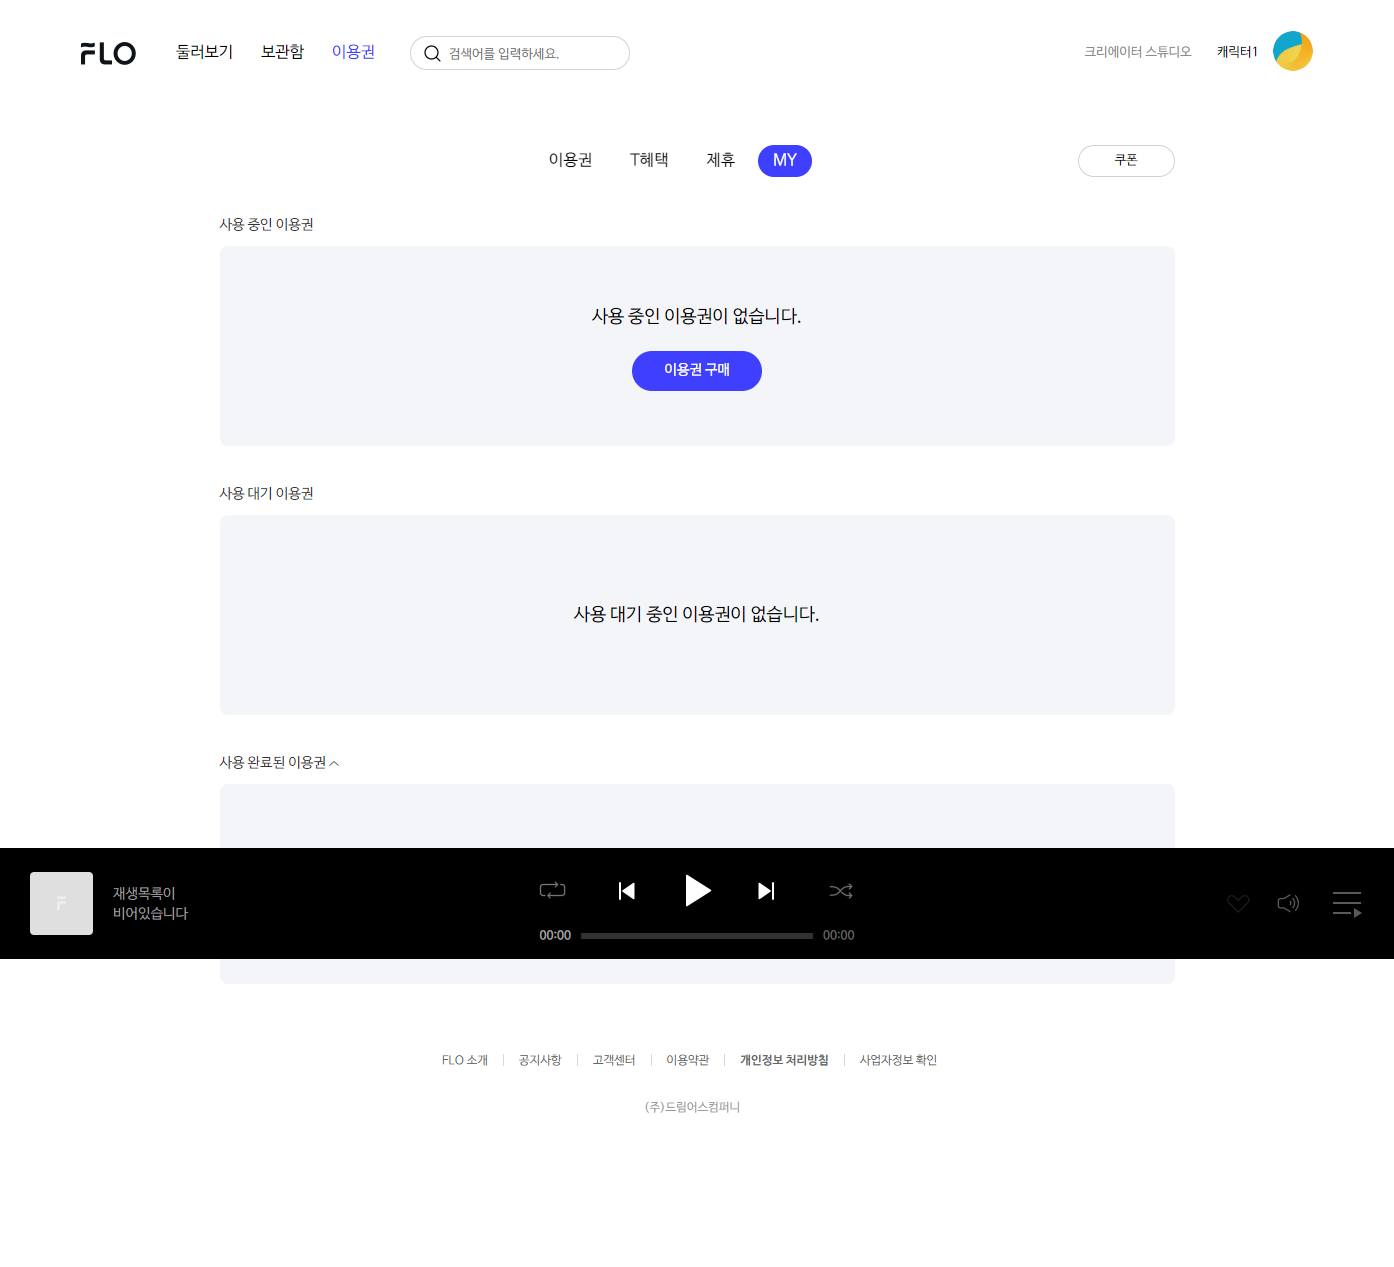 FLO 둘러보기 보관함 이용권 검색어를 입력하세요. 크리에이터 스튜디오 캐릭터1
이용권 T혜택 제휴 MY 쿠폰
사용 중인 이용권
사용 중인 이용권이 없습니다.
이용권 구매
사용 대기 이용권
사용 대기 중인 이용권이 없습니다.
사용 완료된 이용권
재생목록이
비어있습니다
00:00 00:00
FLO 소개 공지사항 고객센터 이용약관 개인정보 처리방침 사업자정보 확인
(주)드림어스컴퍼니